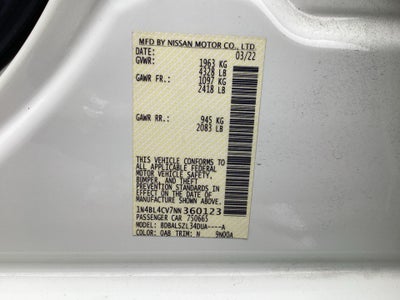 MFD BY NISSAN MOTOR CO., LTD.
DATE: 03/22
GVWR: 1963 KG
4328 LB
GAWR FR.: 1097 KG
2418 LB
GAWR RR.: 945 KG
2083 LB
THIS VEHICLE CONFORMS TO
ALL APPLICABLE FEDERAL
MOTOR VEHICLE SAFETY,
BUMPER, AND THEFT
PREVENTION STANDARDS
IN EFFECT ON THE DATE OF
MANUFACTURE SHOWN ABOVE.
1N4BL4CV7NN360123
PASSENGER CAR 750665
MODEL: BDBALSZL34DUA----A
COLOR: QAB TRIM: N 9N00A